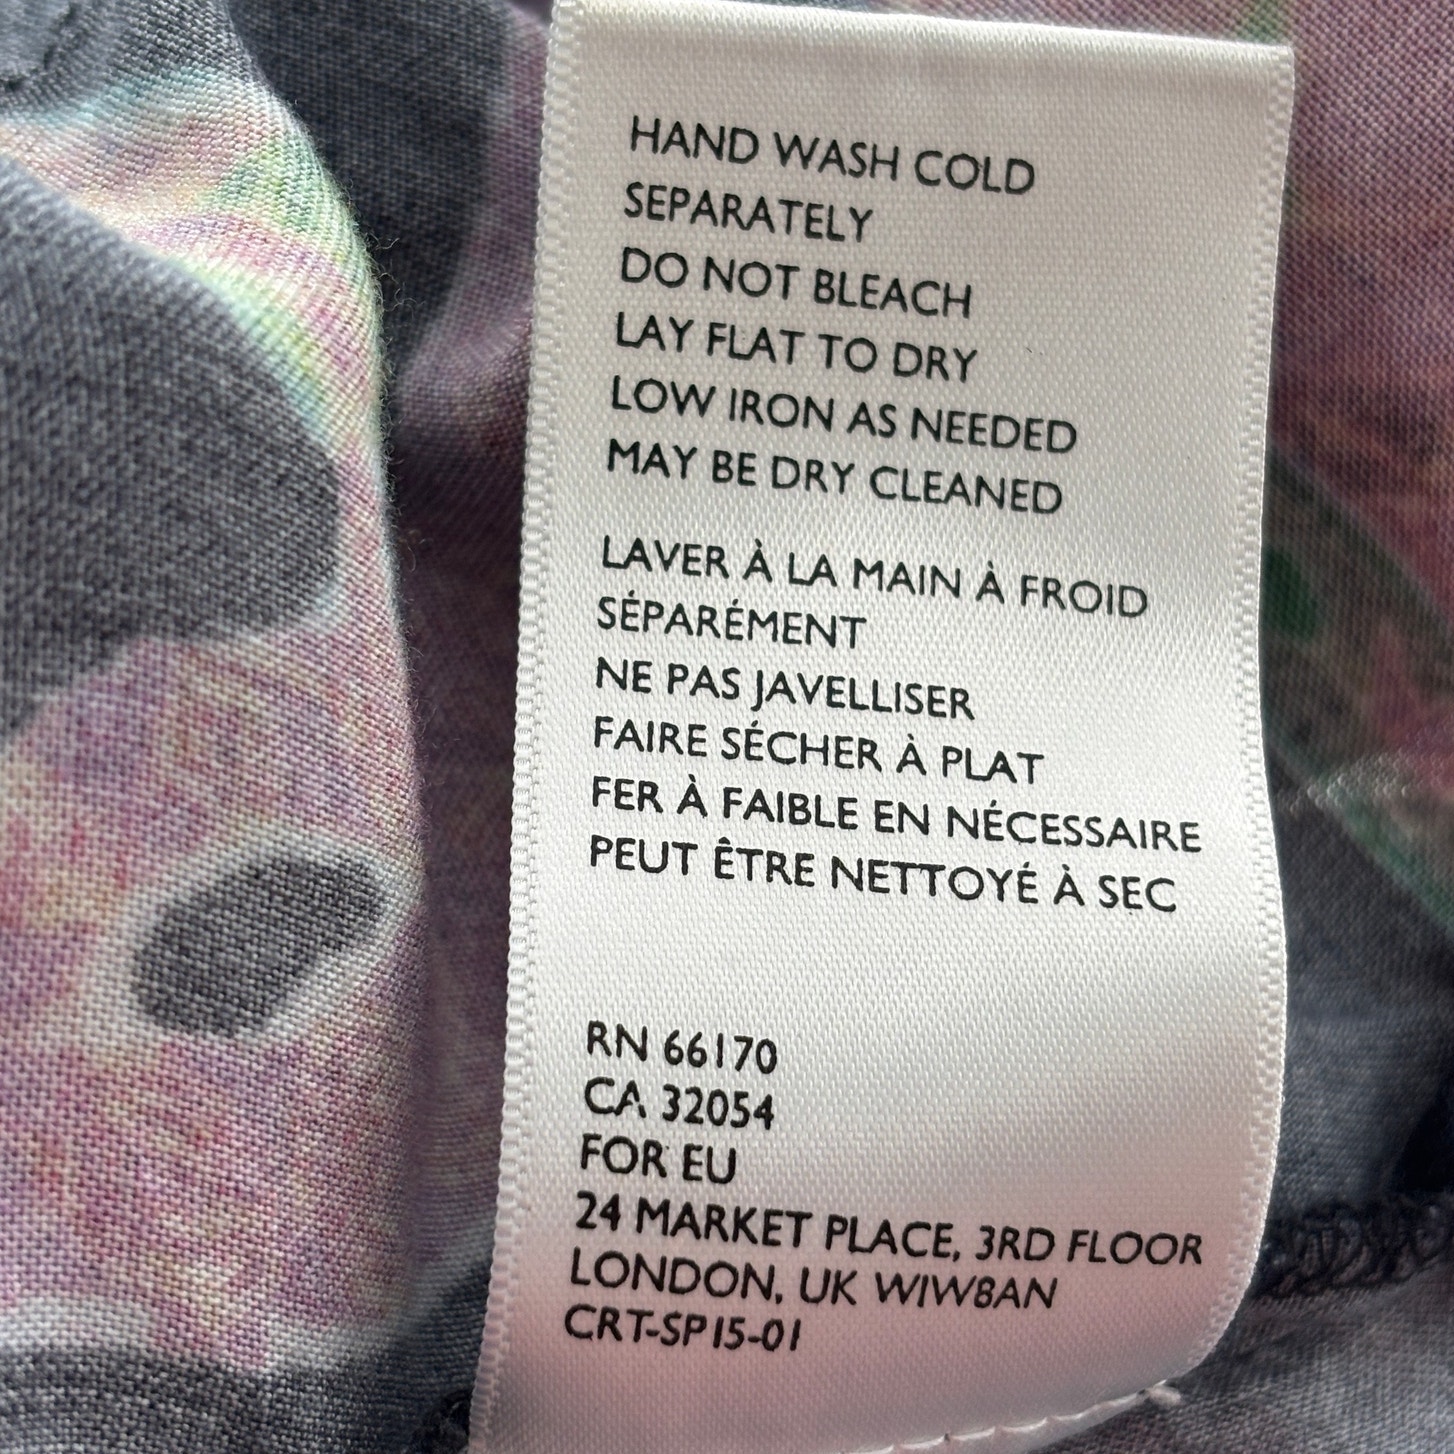 HAND WASH COLD
SEPARATELY
DO NOT BLEACH
LAY FLAT TO DRY
LOW IRON AS NEEDED
MAY BE DRY CLEANED
LAVER À LA MAIN À FROID
SÉPARÉMENT
NE PAS JAVELLISER
FAIRE SÉCHER À PLAT
FER À FAIBLE EN NÉCESSAIRE
PEUT ÊTRE NETTOYÉ À SEC
RN 66170
CA 32054
FOR EU
24 MARKET PLACE, 3RD FLOOR
LONDON, UK W1W8AN
CRT-SP15-01